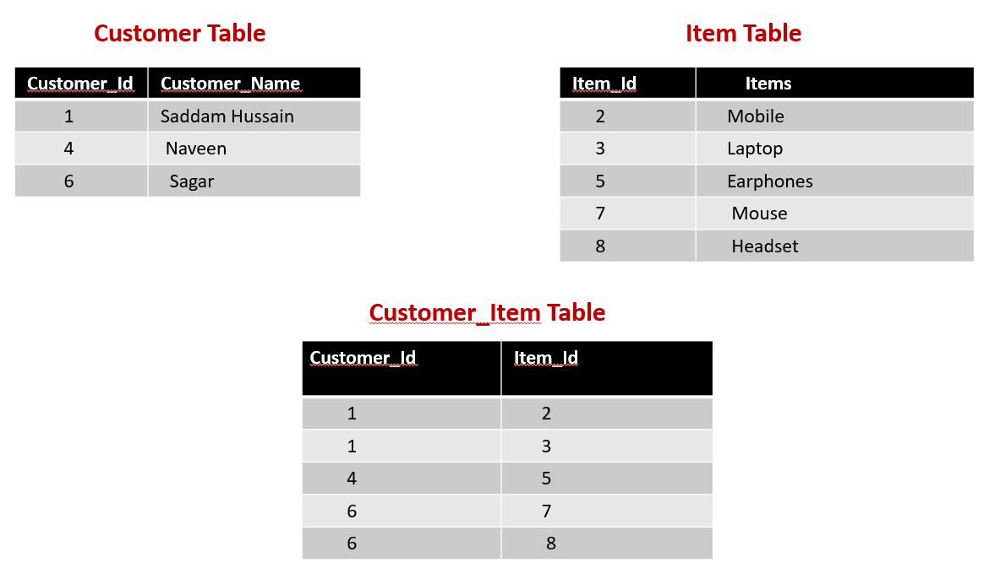 Customer Table
Customer_Id Customer_Name
1 Saddam Hussain
4 Naveen
6 Sagar
Item Table
Item_Id Items
2 Mobile
3 Laptop
5 Earphones
7 Mouse
8 Headset
Customer_Item Table
Customer_Id Item_Id
1 2
1 3
4 5
6 7
6 8